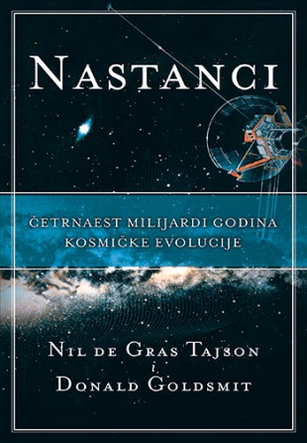 NASTANCI
ČETRNAEST MILIJARDI GODINA
KOSMIČKE EVOLUCIJE
NIL DE GRAS TAJSON
i
DONALD GOLDSMIT